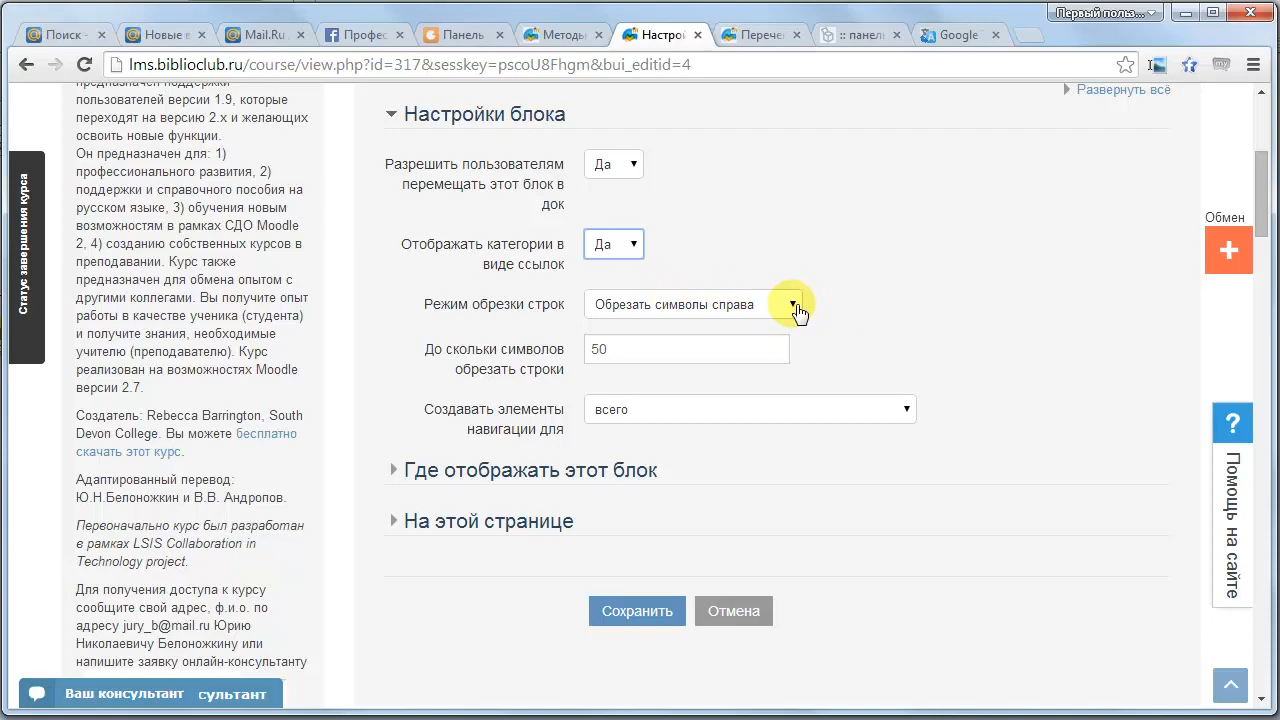 Первый поль...
Поиск -
Новые в
Mail.Ru
Професс
Панель
Методы
Настрой
Перечен
:: панель
Google
lms.biblioclub.ru/course/view.php?id=317&sesskey=pscoU8Fhgm&bui_editid=4
предназначен для поддержки
пользователей версии 1.9, которые
переходят на версию 2.x и желающих
освоить новые функции.
Он предназначен для: 1)
профессионального развития, 2)
поддержки и справочного пособия на
русском языке, 3) обучения новым
возможностям в рамках СДО Moodle
2, 4) созданию собственных курсов в
преподавании. Курс также
предназначен для обмена опытом с
другими коллегами. Вы получите опыт
работы в качестве ученика (студента)
и получите знания, необходимые
учителю (преподавателю). Курс
реализован на возможностях Moodle
версии 2.7.
Создатель: Rebecca Barrington, South
Devon College. Вы можете бесплатно
скачать этот курс.
Адаптированный перевод:
Ю.Н.Белоножкин и В.В. Андропов.
Первоначально курс был разработан
в рамках LSIS Collaboration in
Technology project.
Для получения доступа к курсу
сообщите свой адрес, ф.и.о. по
адресу jury_b@mail.ru Юрию
Николаевичу Белоножкину или
напишите заявку онлайн-консультанту
Статус завершения курса
Ваш консультант сультант
Развернуть всё
Настройки блока
Разрешить пользователям
перемещать этот блок в
док
Да
Отображать категории в
виде ссылок
Да
Режим обрезки строк
Обрезать символы справа
До скольки символов
обрезать строки
50
Создавать элементы
навигации для
всего
Где отображать этот блок
На этой странице
Сохранить
Отмена
Обмен
?
Помощь на сайте